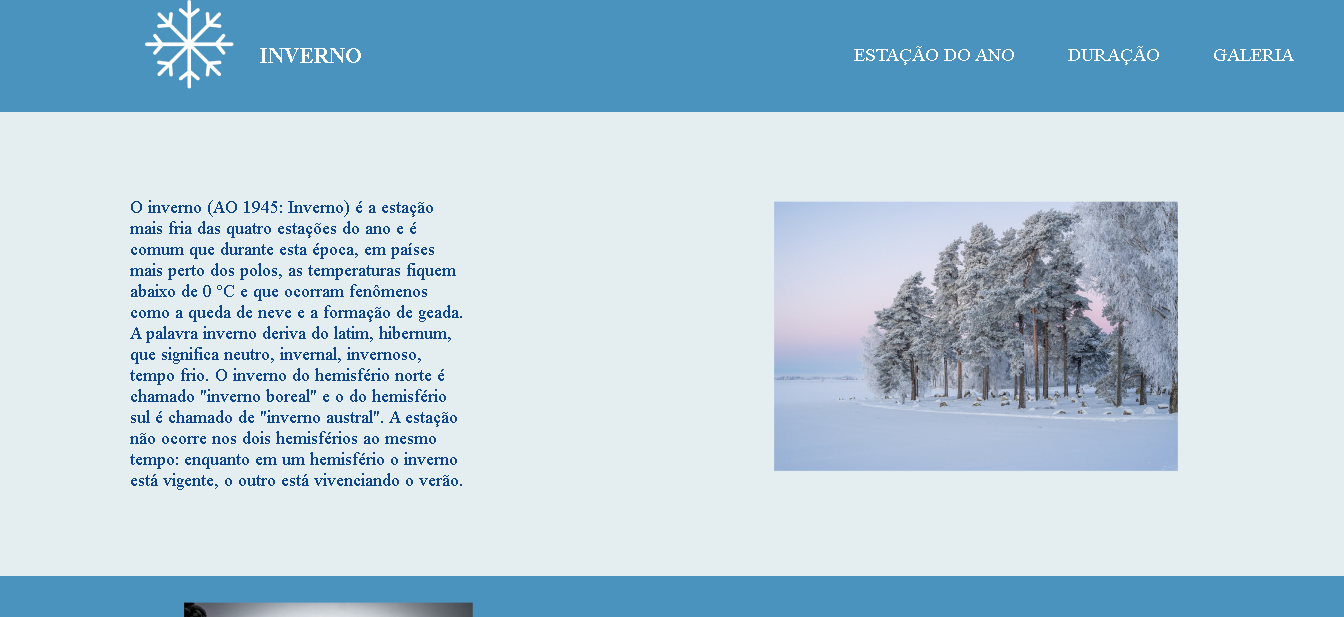 INVERNO
ESTAÇÃO DO ANO
DURAÇÃO
GALERIA
O inverno (AO 1945: Inverno) é a estação
mais fria das quatro estações do ano e é
comum que durante esta época, em países
mais perto dos polos, as temperaturas fiquem
abaixo de 0 °C e que ocorram fenômenos
como a queda de neve e a formação de geada.
A palavra inverno deriva do latim, hibernum,
que significa neutro, invernal, invernoso,
tempo frio. O inverno do hemisfério norte é
chamado "inverno boreal" e o do hemisfério
sul é chamado de "inverno austral". A estação
não ocorre nos dois hemisférios ao mesmo
tempo: enquanto em um hemisfério o inverno
está vigente, o outro está vivenciando o verão.